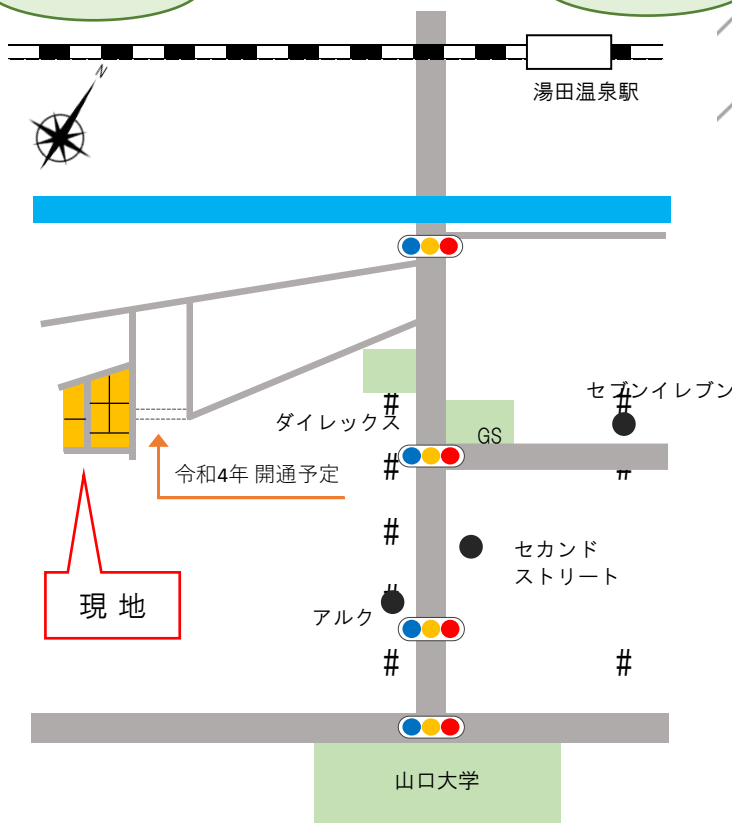 N
湯田温泉駅
セブンイレブン
#
#
ダイレックス
GS
#
#
令和4年 開通予定
#
セカンド
ストリート
現 地
#
アルク
#
#
山口大学